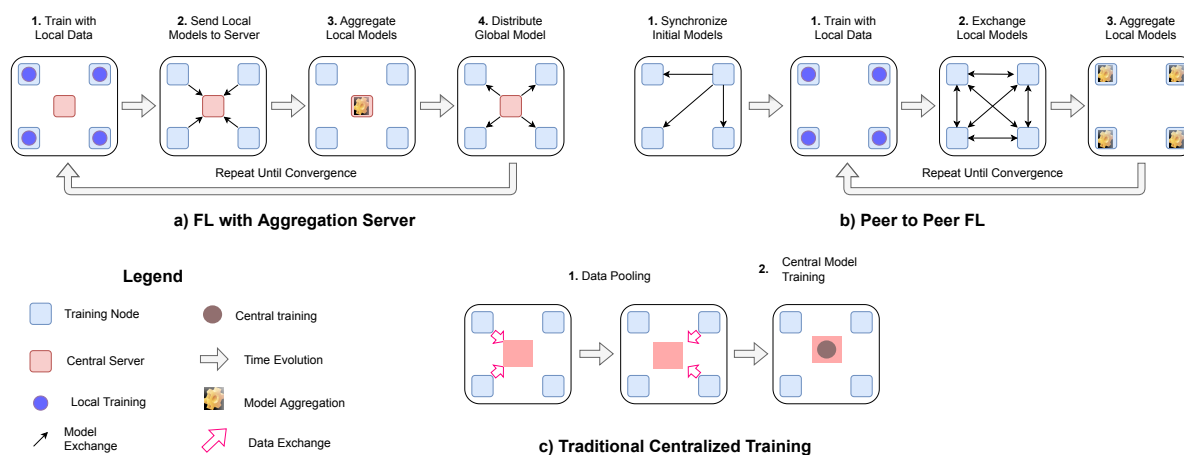 1. Train with
Local Data
2. Send Local
Models to Server
3. Aggregate
Local Models
4. Distribute
Global Model
Repeat Until Convergence
a) FL with Aggregation Server
1. Synchronize
Initial Models
1. Train with
Local Data
2. Exchange
Local Models
3. Aggregate
Local Models
Repeat Until Convergence
b) Peer to Peer FL
Legend
Training Node
Central training
Central Server
Time Evolution
Local Training
Model Aggregation
Model
Exchange
Data Exchange
1. Data Pooling
2. Central Model
Training
c) Traditional Centralized Training